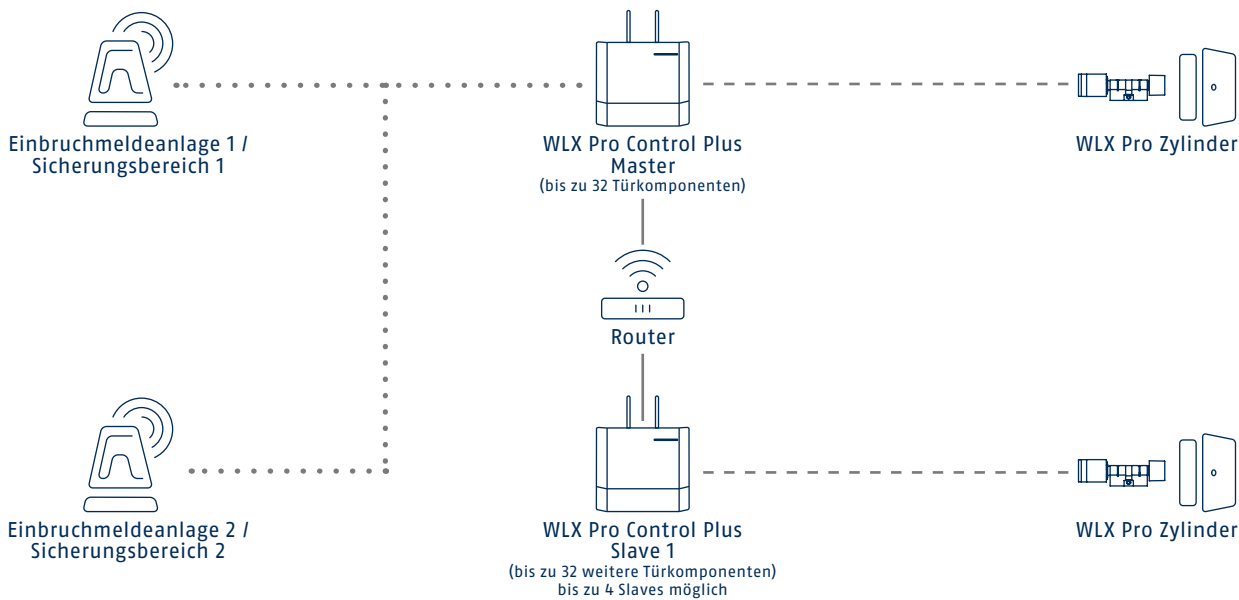 Einbruchmeldeanlage 1 /
Sicherungsbereich 1
WLX Pro Control Plus
Master
(bis zu 32 Türkomponenten)
WLX Pro Zylinder
Router
Einbruchmeldeanlage 2 /
Sicherungsbereich 2
WLX Pro Control Plus
Slave 1
(bis zu 32 weitere Türkomponenten)
bis zu 4 Slaves möglich
WLX Pro Zylinder